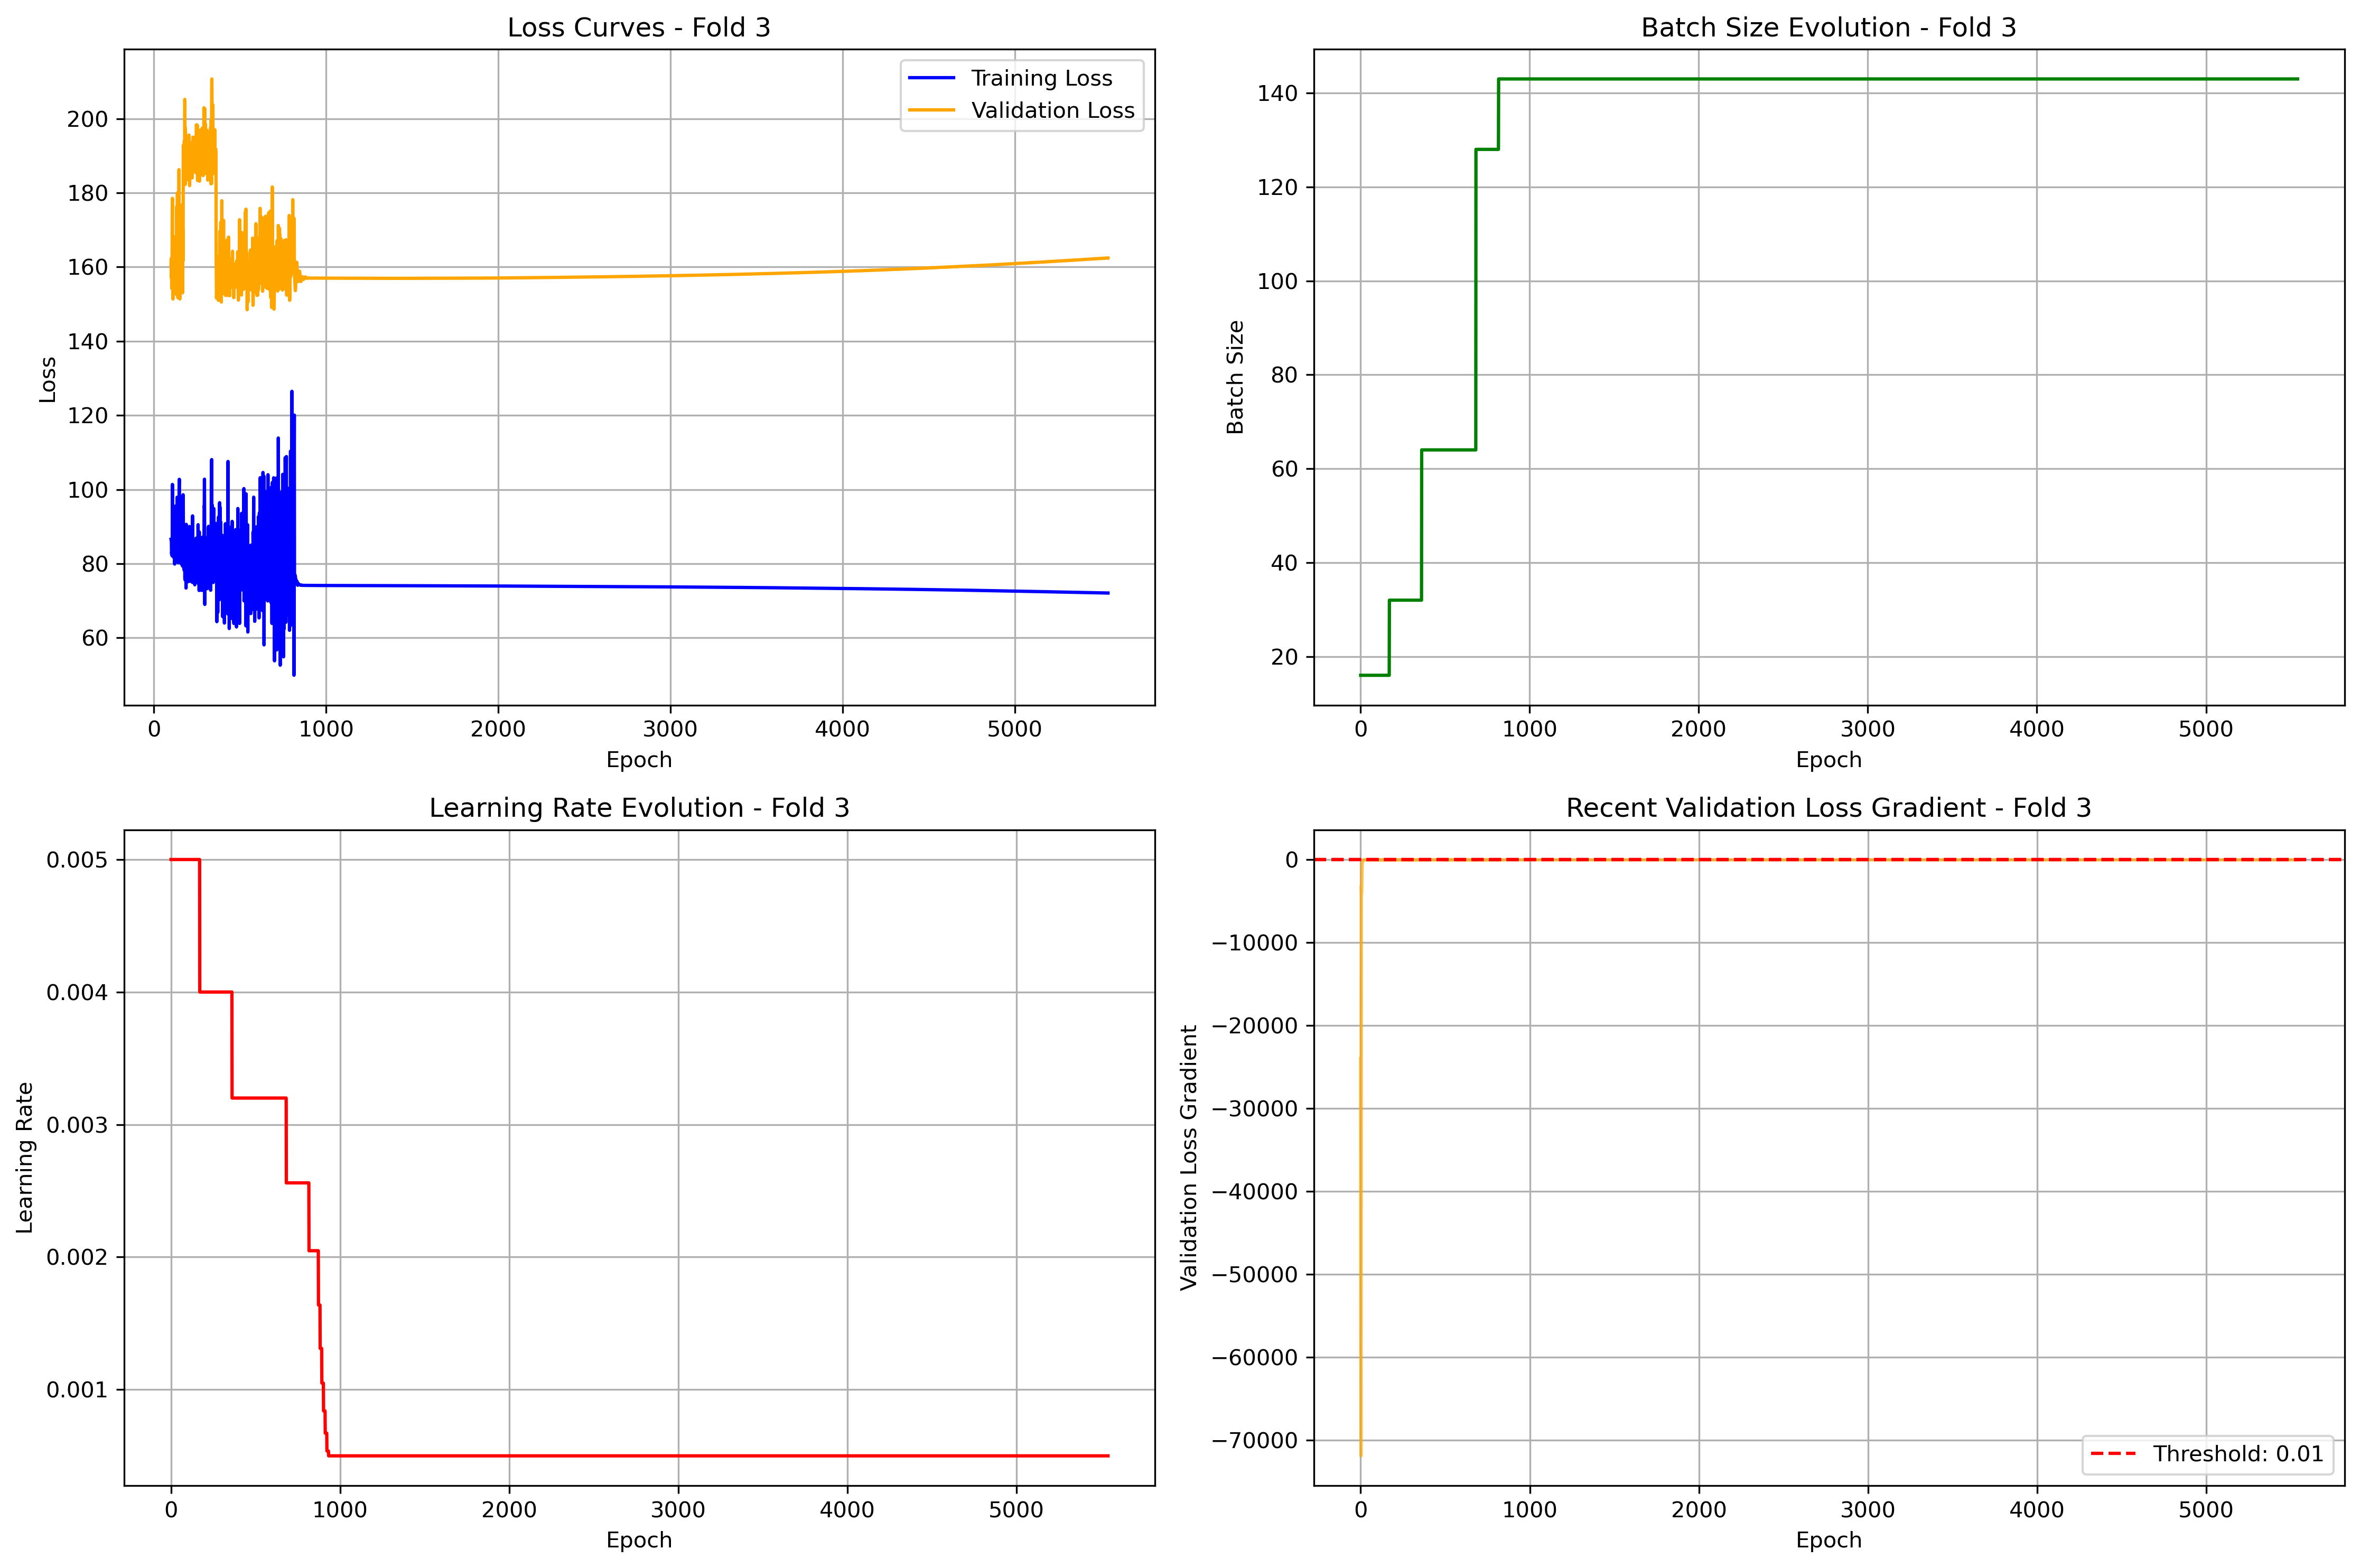 Loss Curves - Fold 3
Training Loss
Validation Loss
200
180
160
140
120
100
80
60
Loss
0 1000 2000 3000 4000 5000
Epoch
Batch Size Evolution - Fold 3
140
120
100
80
60
40
20
Batch Size
0 1000 2000 3000 4000 5000
Epoch
Learning Rate Evolution - Fold 3
0.005
0.004
0.003
0.002
0.001
Learning Rate
0 1000 2000 3000 4000 5000
Epoch
Recent Validation Loss Gradient - Fold 3
0
−10000
−20000
−30000
−40000
−50000
−60000
−70000
Validation Loss Gradient
Threshold: 0.01
0 1000 2000 3000 4000 5000
Epoch